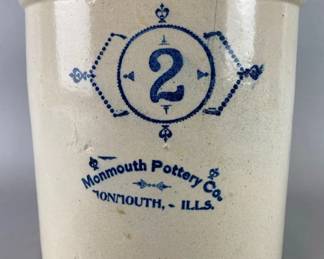 2
Monmouth Pottery Co.
MONMOUTH, - ILLS.